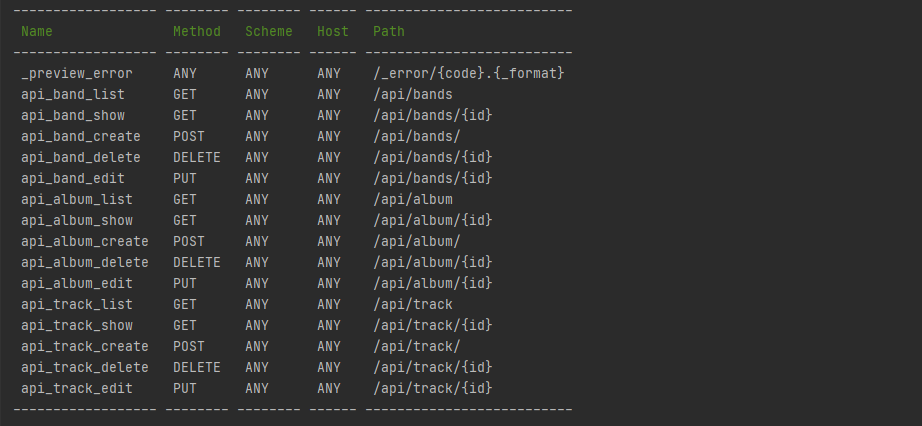 ------------------ -------- -------- ------ --------------------------
 Name               Method   Scheme   Host   Path
------------------ -------- -------- ------ --------------------------
 _preview_error     ANY      ANY      ANY    /_error/{code}.{_format}
 api_band_list      GET      ANY      ANY    /api/bands
 api_band_show      GET      ANY      ANY    /api/bands/{id}
 api_band_create    POST     ANY      ANY    /api/bands/
 api_band_delete    DELETE   ANY      ANY    /api/bands/{id}
 api_band_edit      PUT      ANY      ANY    /api/bands/{id}
 api_album_list     GET      ANY      ANY    /api/album
 api_album_show     GET      ANY      ANY    /api/album/{id}
 api_album_create   POST     ANY      ANY    /api/album/
 api_album_delete   DELETE   ANY      ANY    /api/album/{id}
 api_album_edit     PUT      ANY      ANY    /api/album/{id}
 api_track_list     GET      ANY      ANY    /api/track
 api_track_show     GET      ANY      ANY    /api/track/{id}
 api_track_create   POST     ANY      ANY    /api/track/
 api_track_delete   DELETE   ANY      ANY    /api/track/{id}
 api_track_edit     PUT      ANY      ANY    /api/track/{id}
------------------ -------- -------- ------ --------------------------